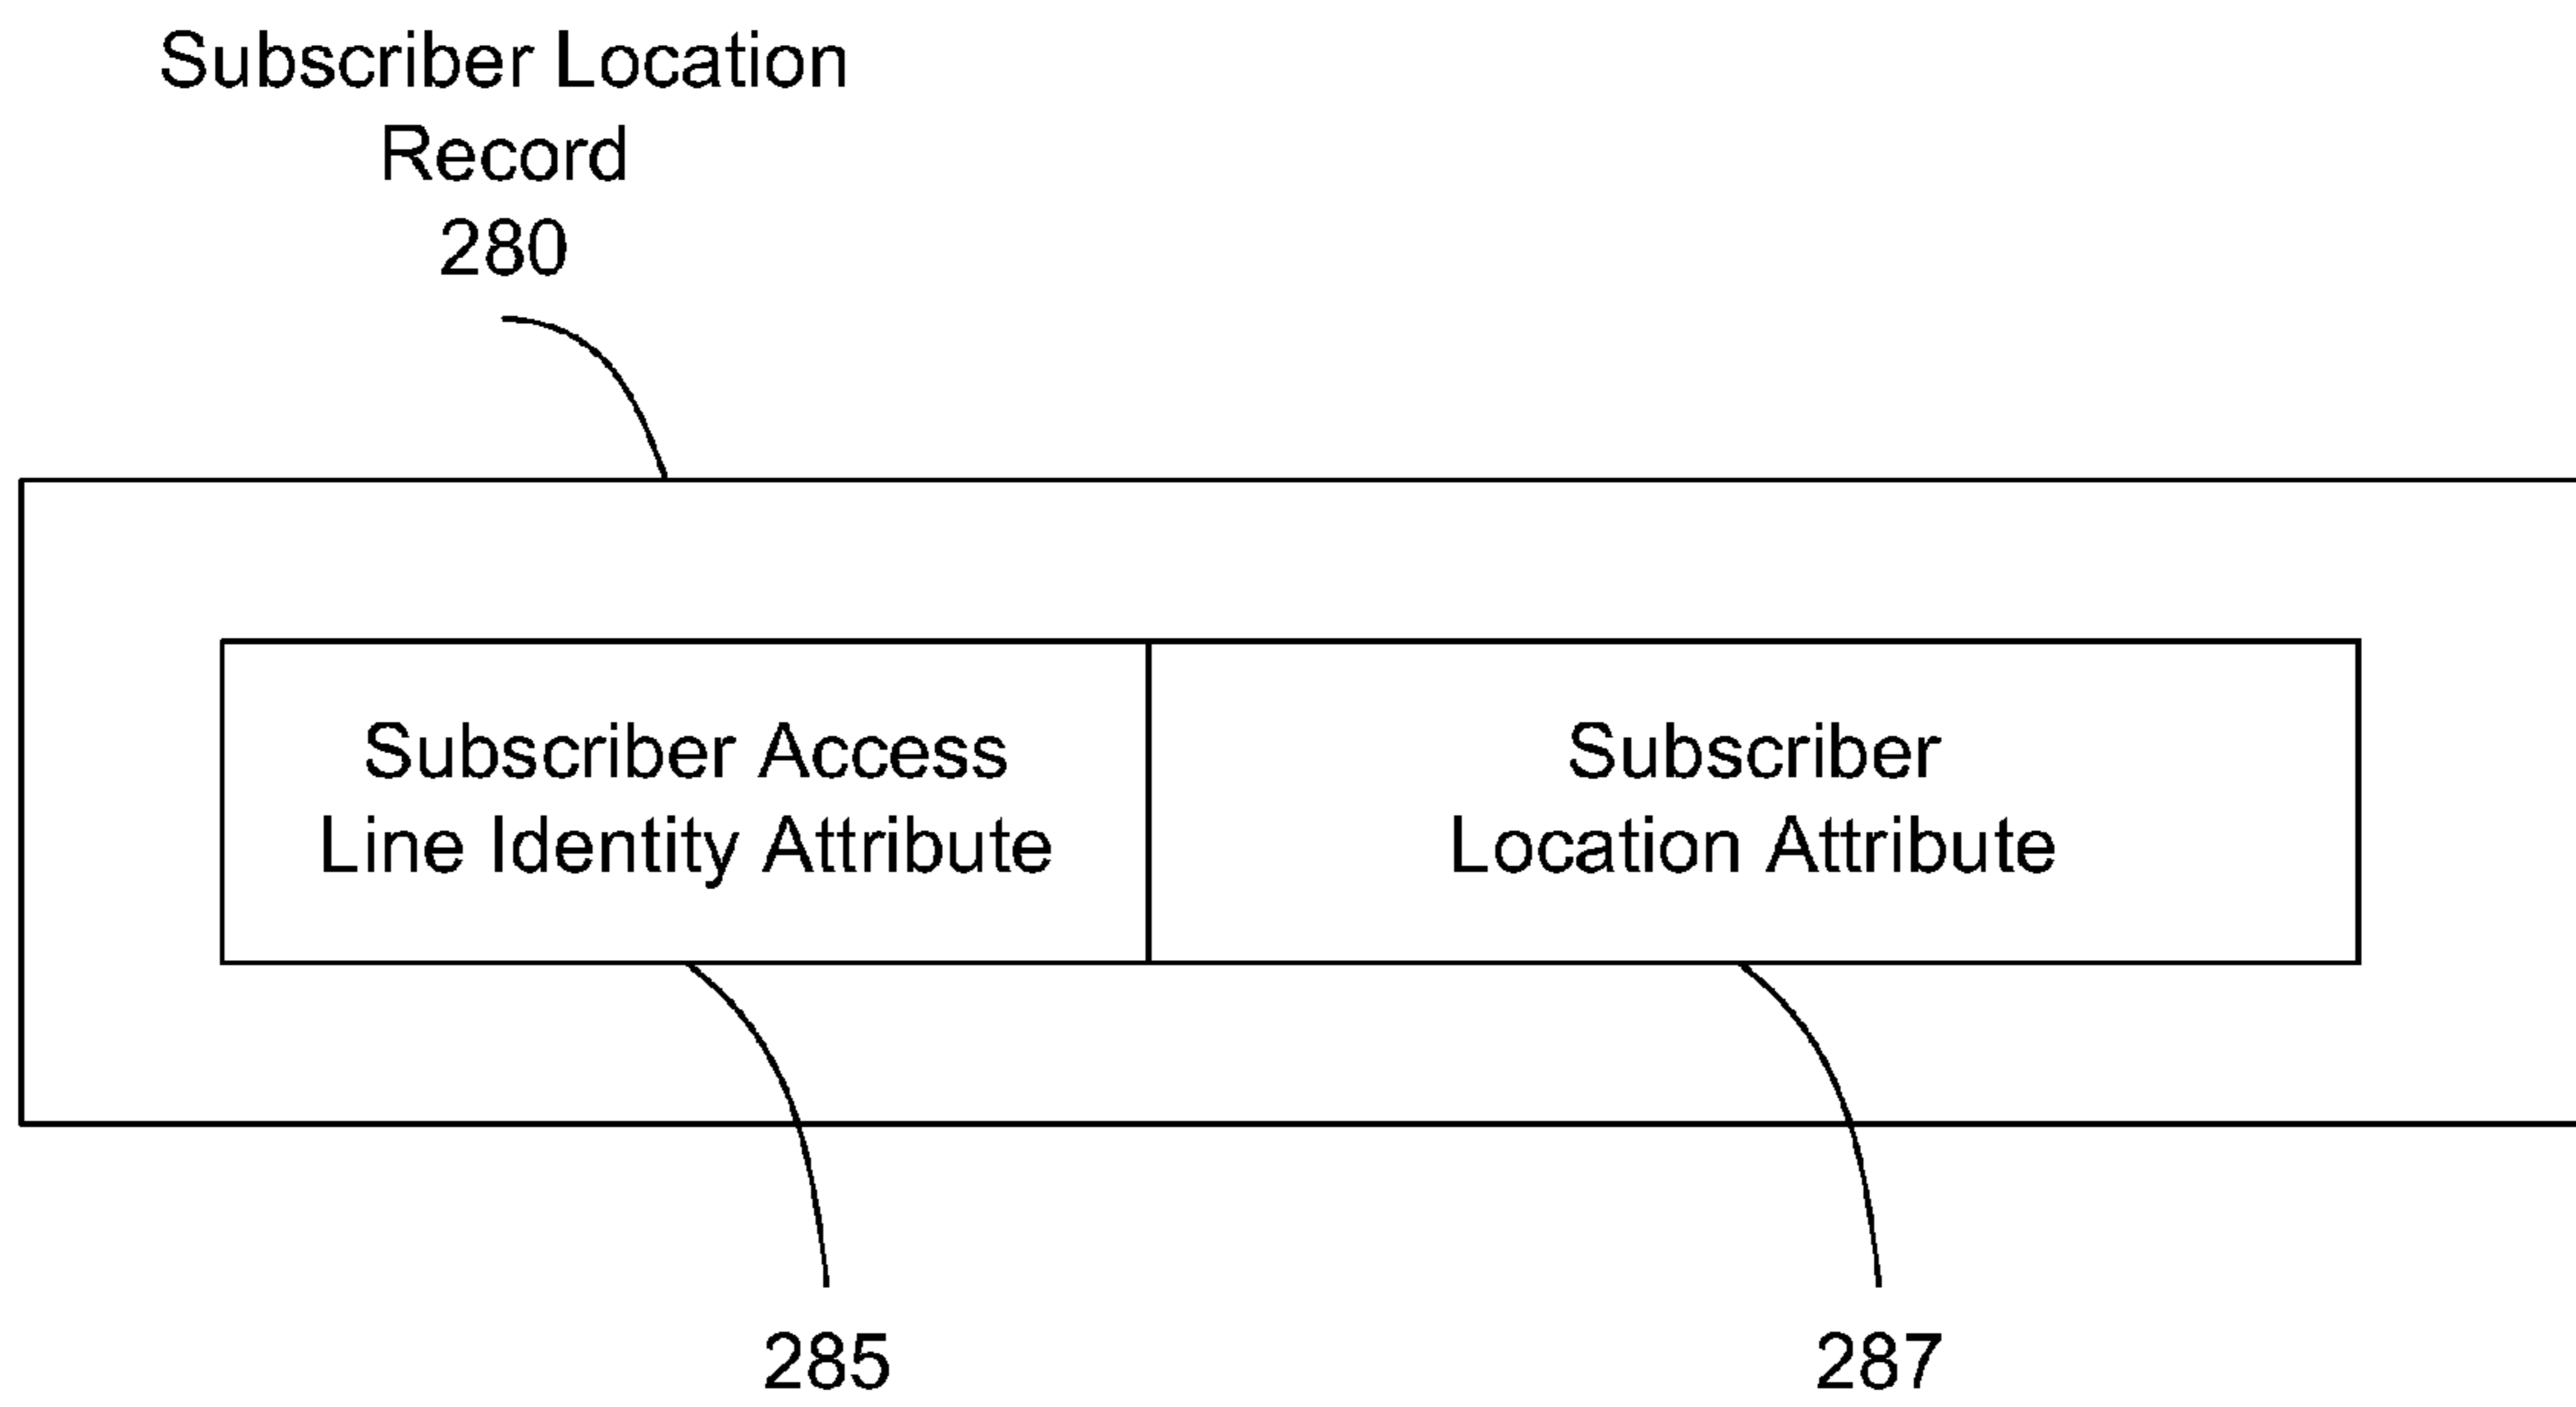 Subscriber Location
Record
280
Subscriber Access
Line Identity Attribute
Subscriber
Location Attribute
285
287